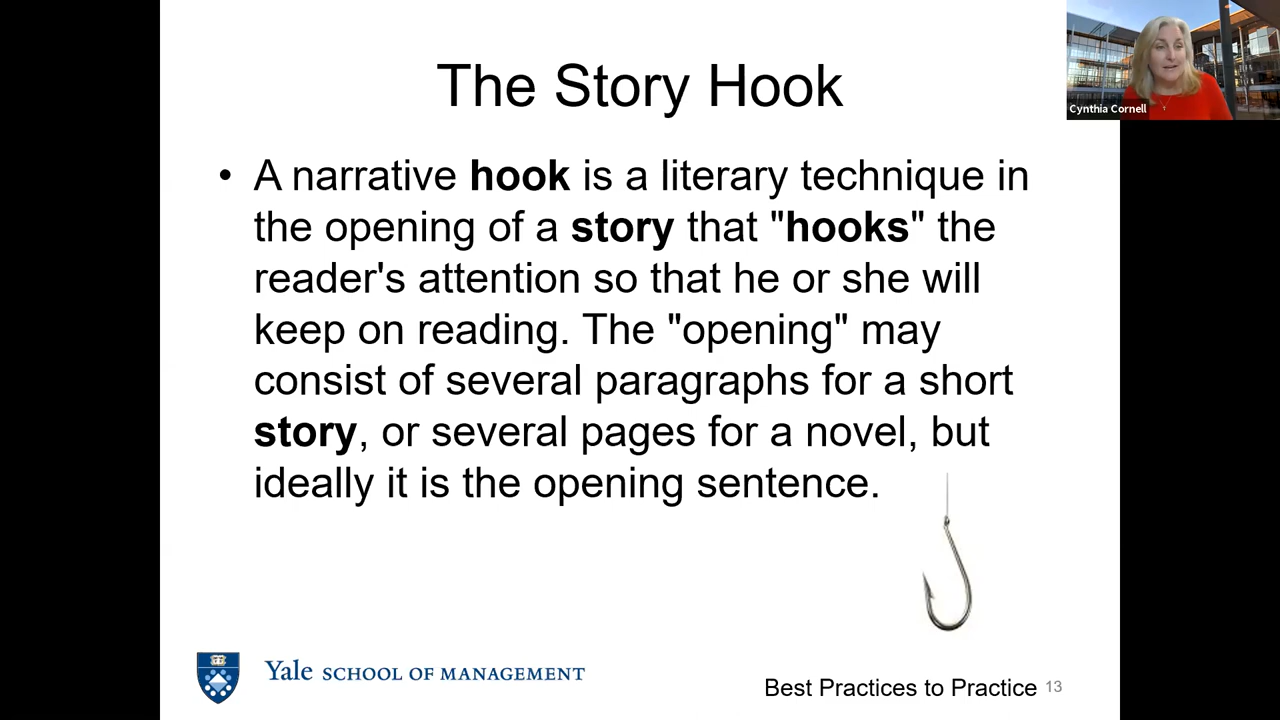 The Story Hook
Cynthia Cornell
• A narrative hook is a literary technique in
the opening of a story that "hooks" the
reader's attention so that he or she will
keep on reading. The "opening" may
consist of several paragraphs for a short
story, or several pages for a novel, but
ideally it is the opening sentence.
Yale SCHOOL OF MANAGEMENT
Best Practices to Practice 13